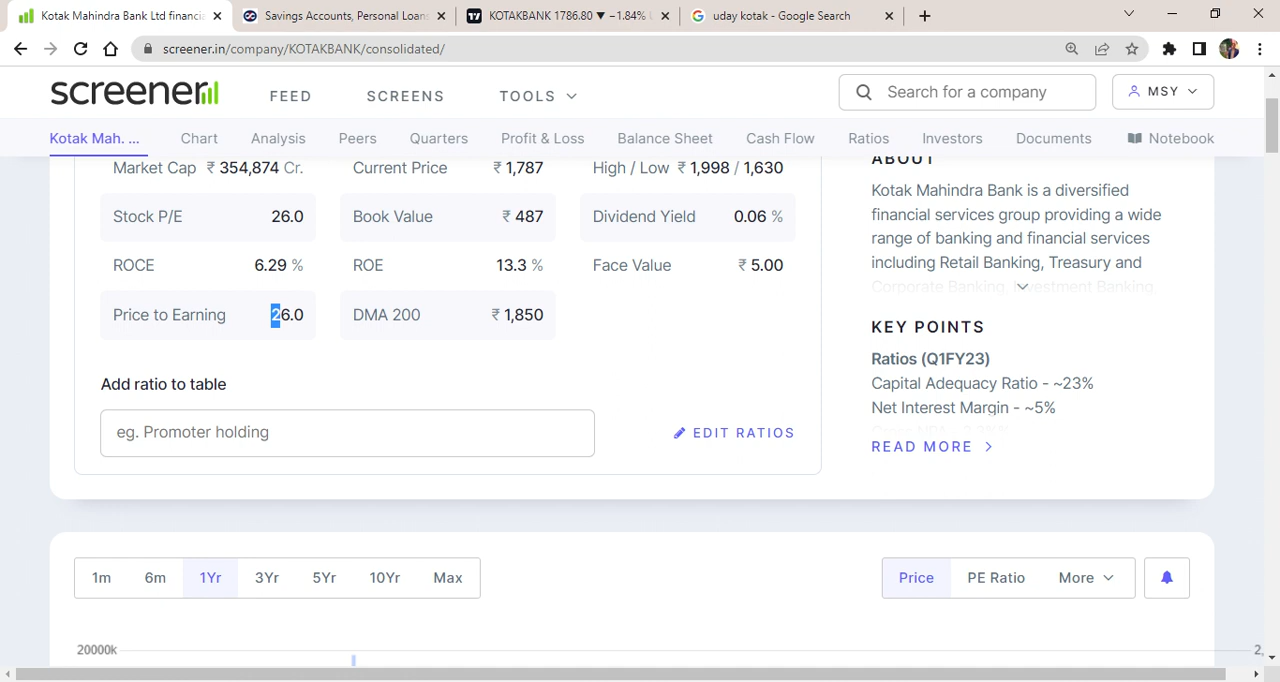 Kotak Mahindra Bank Ltd financia
Savings Accounts, Personal Loans
KOTAKBANK 1786.80 ▼ −1.84%
uday kotak - Google Search
screener.in/company/KOTAKBANK/consolidated/
screener
FEED
SCREENS
TOOLS
Search for a company
MSY
Kotak Mah. ...
Chart
Analysis
Peers
Quarters
Profit & Loss
Balance Sheet
Cash Flow
Ratios
Investors
Documents
Notebook
Market Cap ₹ 354,874 Cr.
Current Price ₹ 1,787
High / Low ₹ 1,998 / 1,630
Stock P/E 26.0
Book Value ₹ 487
Dividend Yield 0.06 %
ROCE 6.29 %
ROE 13.3 %
Face Value ₹ 5.00
Price to Earning 26.0
DMA 200 ₹ 1,850
Add ratio to table
eg. Promoter holding
EDIT RATIOS
ABOUT
Kotak Mahindra Bank is a diversified
financial services group providing a wide
range of banking and financial services
including Retail Banking, Treasury and
Corporate Banking, Investment Banking,
KEY POINTS
Ratios (Q1FY23)
Capital Adequacy Ratio - ~23%
Net Interest Margin - ~5%
READ MORE
1m
6m
1Yr
3Yr
5Yr
10Yr
Max
Price
PE Ratio
More
20000k
2,